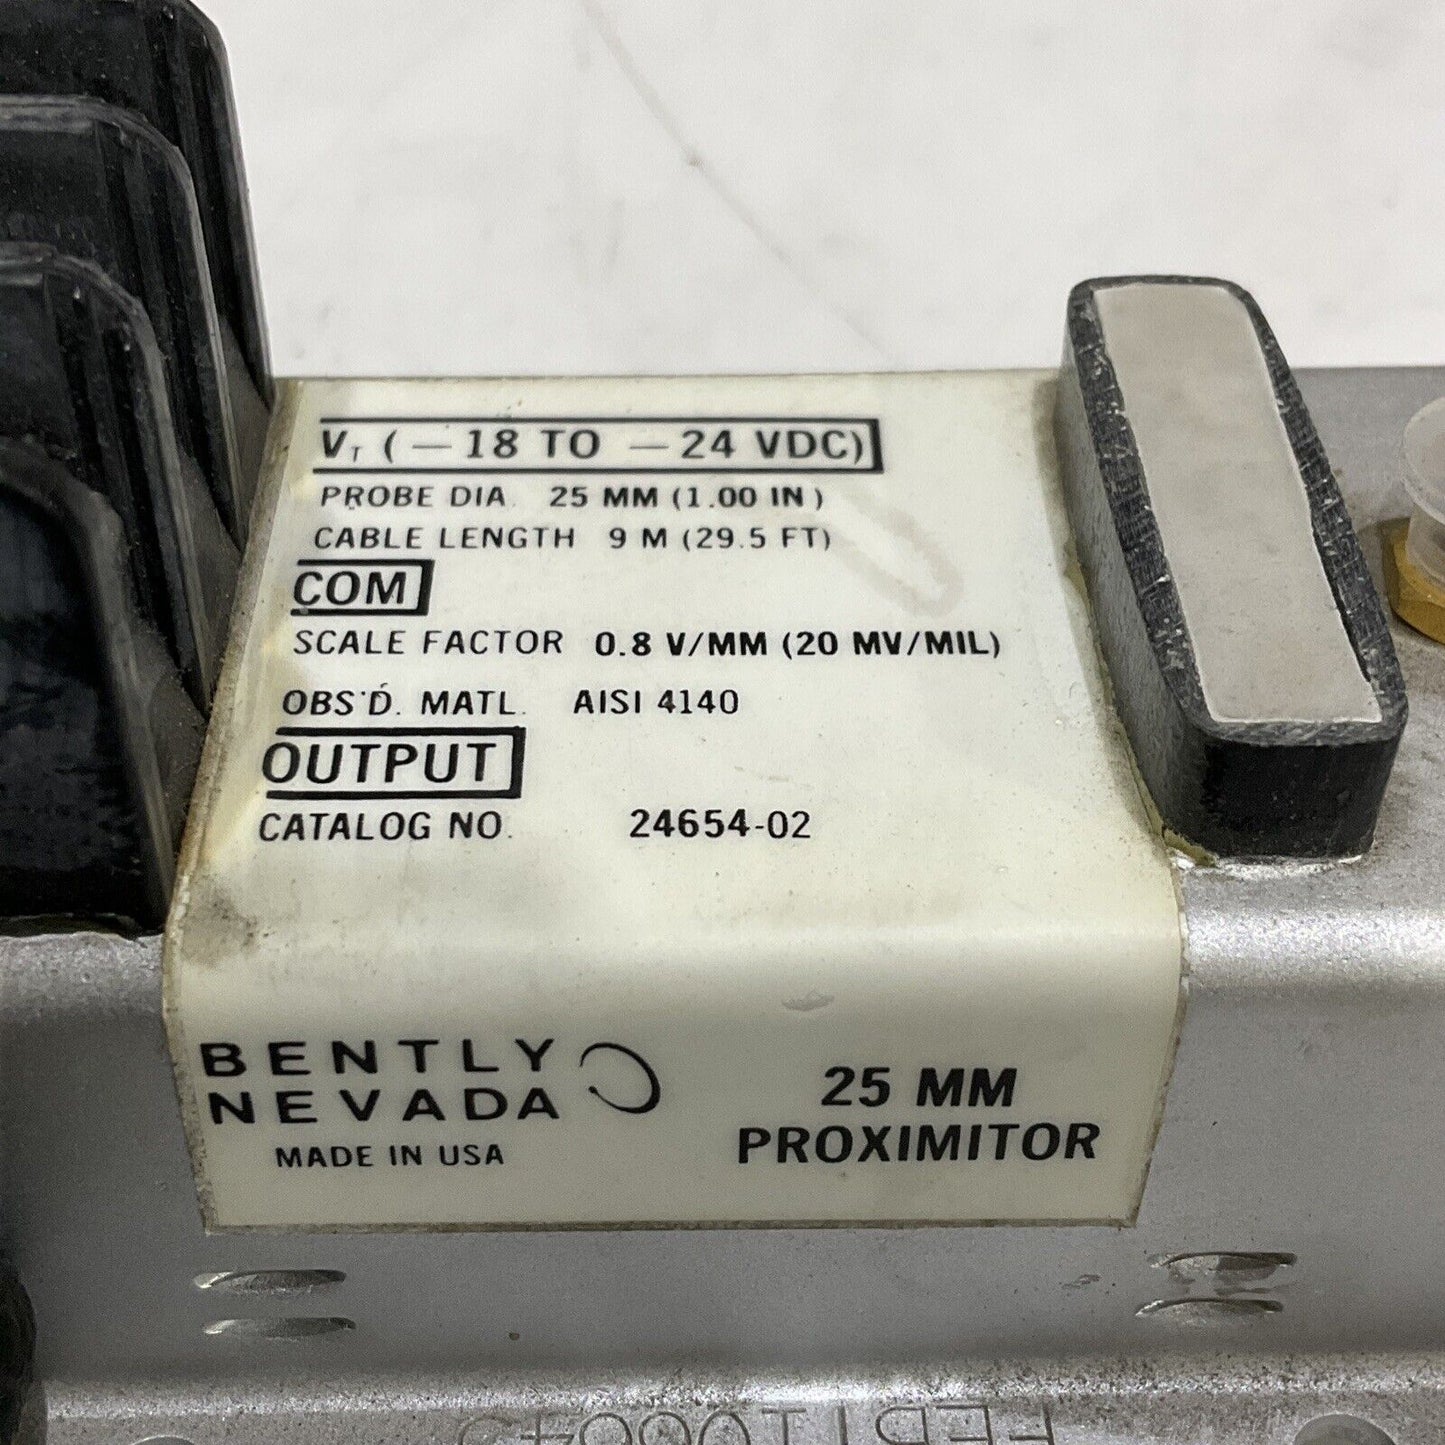 VT (−18 TO −24 VDC)
PROBE DIA. 25 MM (1.00 IN)
CABLE LENGTH 9 M (29.5 FT)
COM
SCALE FACTOR 0.8 V/MM (20 MV/MIL)
OBS'D. MATL. AISI 4140
OUTPUT
CATALOG NO. 24654-02
BENTLY
NEVADA
MADE IN USA
25 MM
PROXIMITOR